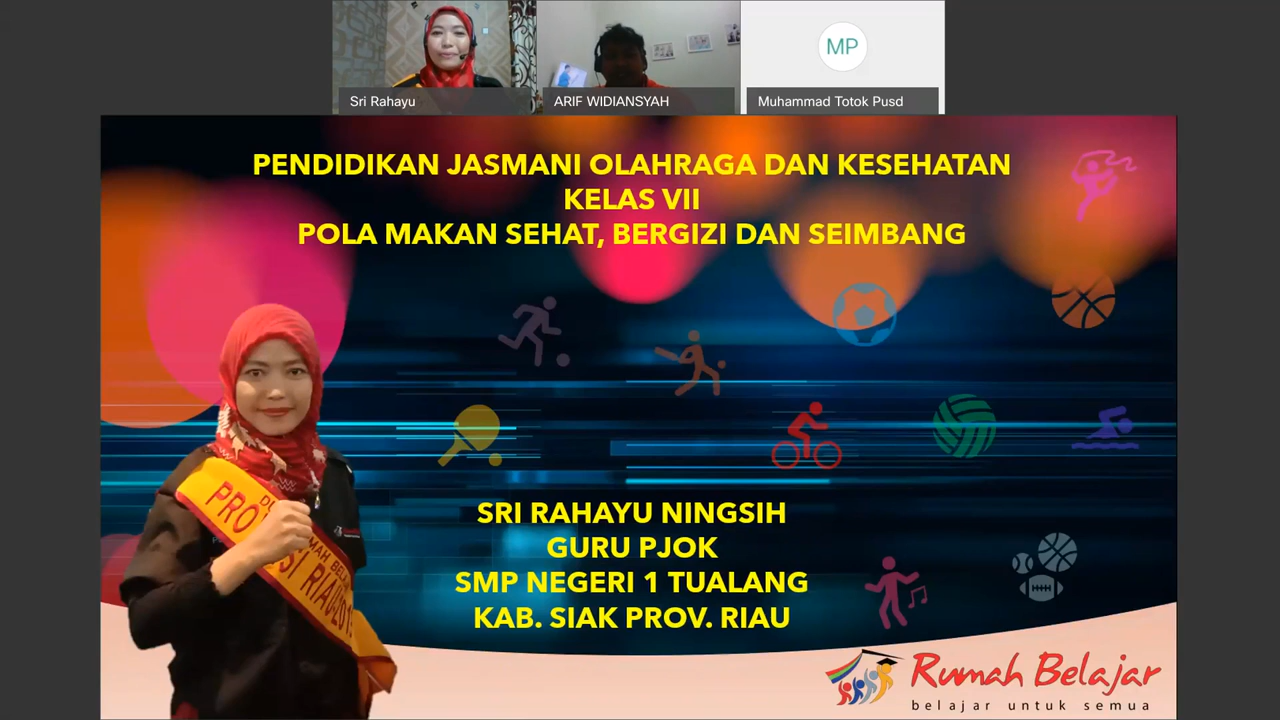 Sri Rahayu
ARIF WIDIANSYAH
MP
Muhammad Totok Pusd
PENDIDIKAN JASMANI OLAHRAGA DAN KESEHATAN
KELAS VII
POLA MAKAN SEHAT, BERGIZI DAN SEIMBANG
SRI RAHAYU NINGSIH
GURU PJOK
SMP NEGERI 1 TUALANG
KAB. SIAK PROV. RIAU
Rumah Belajar
belajar untuk semua